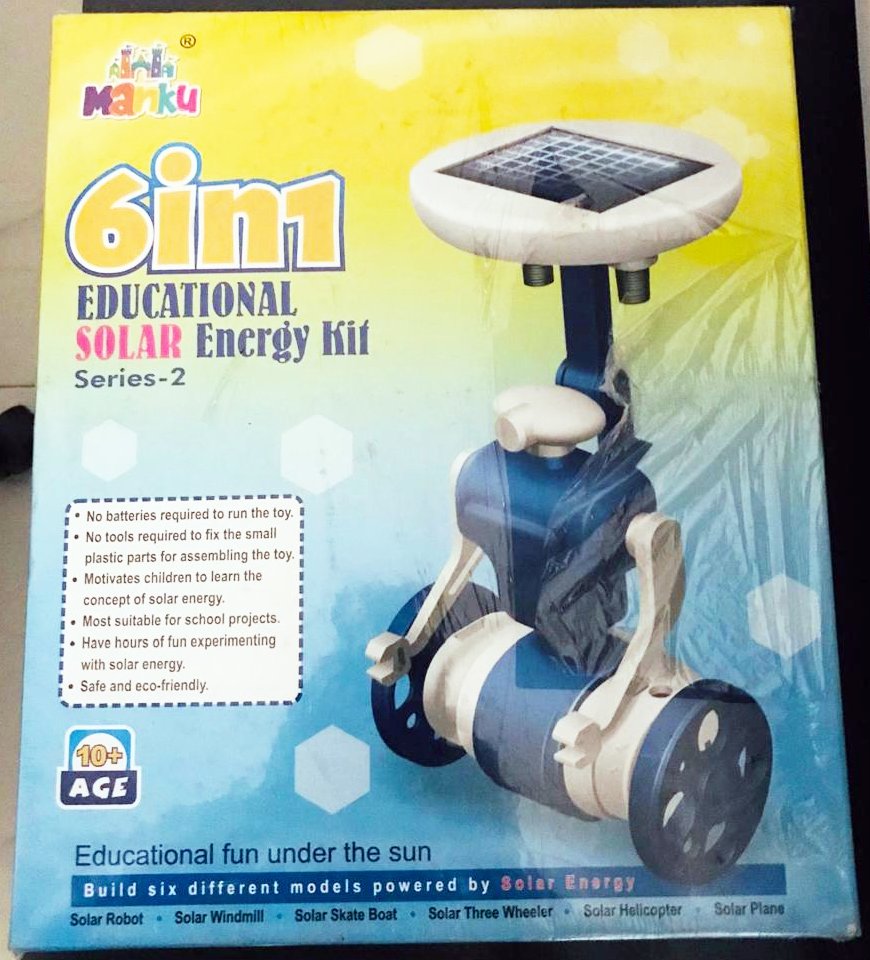 Manku ®
6in1
EDUCATIONAL
SOLAR Energy Kit
Series-2
• No batteries required to run the toy.
• No tools required to fix the small
plastic parts for assembling the toy.
• Motivates children to learn the
concept of solar energy.
• Most suitable for school projects.
• Have hours of fun experimenting
with solar energy.
• Safe and eco-friendly.
10+
AGE
Educational fun under the sun
Build six different models powered by Solar Energy
Solar Robot • Solar Windmill • Solar Skate Boat • Solar Three Wheeler • Solar Helicopter • Solar Plane